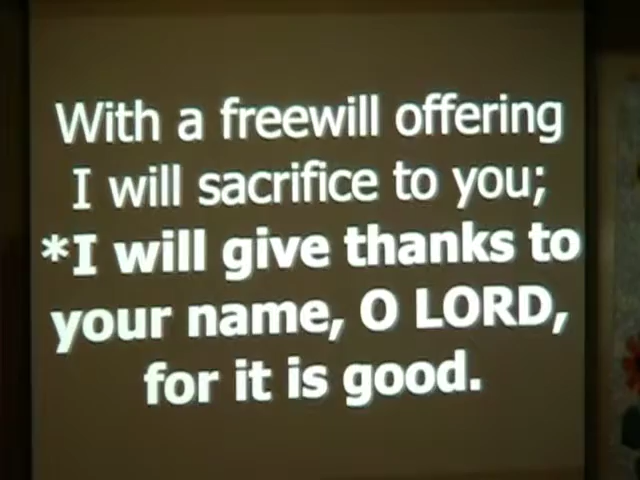 With a freewill offering
I will sacrifice to you;
*I will give thanks to
your name, O LORD,
for it is good.